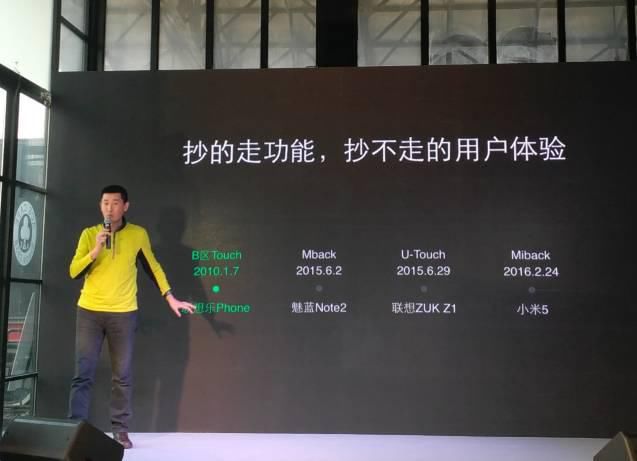 抄的走功能，抄不走的用户体验
B区Touch Mback U-Touch Miback
2010.1.7 2015.6.2 2015.6.29 2016.2.24
想乐Phone 魅蓝Note2 联想ZUK Z1 小米5